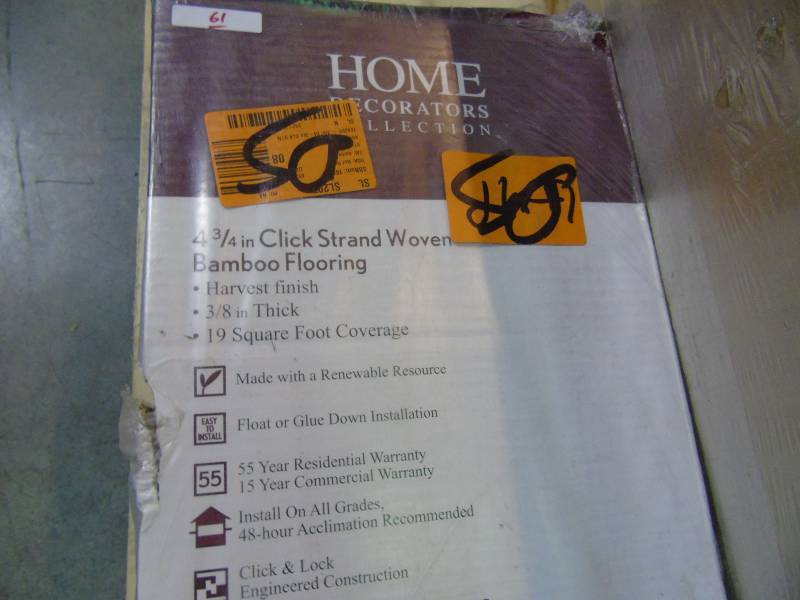 61
HOME
DECORATORS
COLLECTION
SL
08
4 3/4 in Click Strand Woven
Bamboo Flooring
• Harvest finish
• 3/8 in Thick
• 19 Square Foot Coverage
Made with a Renewable Resource
EASY
TO
INSTALL
Float or Glue Down Installation
55
55 Year Residential Warranty
15 Year Commercial Warranty
Install On All Grades,
48-hour Acclimation Recommended
Click & Lock
Engineered Construction